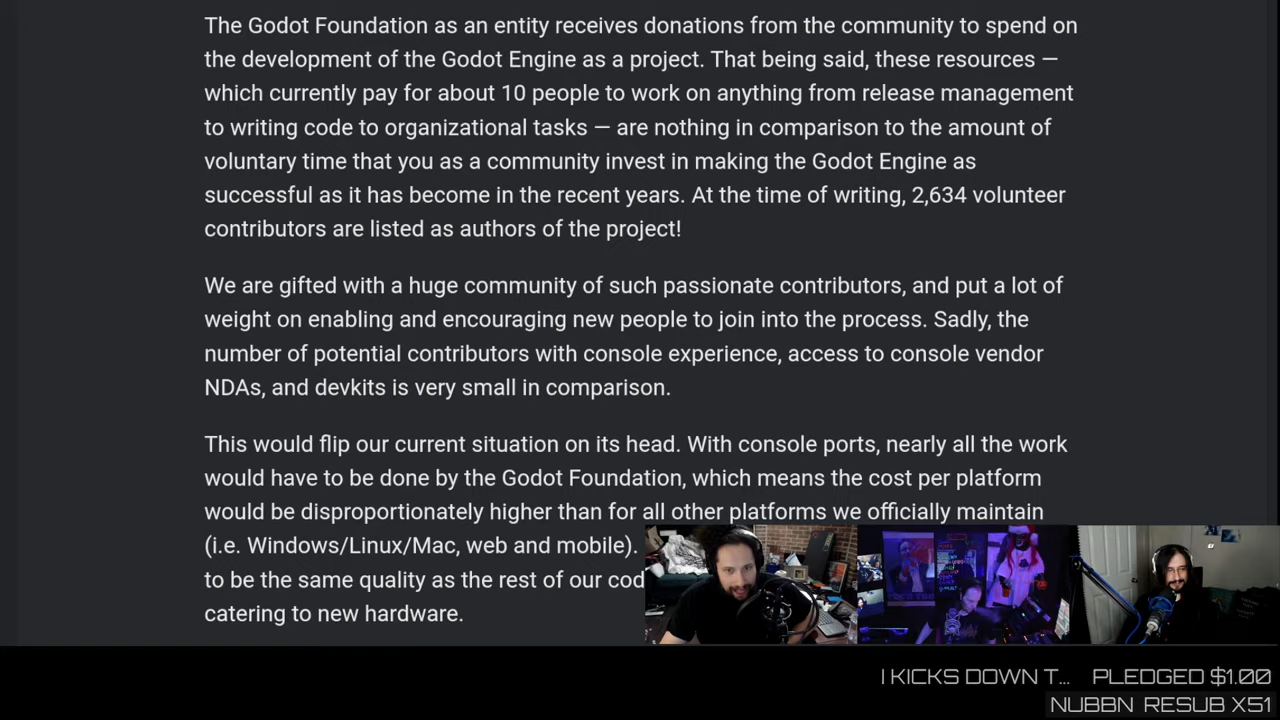 The Godot Foundation as an entity receives donations from the community to spend on
the development of the Godot Engine as a project. That being said, these resources —
which currently pay for about 10 people to work on anything from release management
to writing code to organizational tasks — are nothing in comparison to the amount of
voluntary time that you as a community invest in making the Godot Engine as
successful as it has become in the recent years. At the time of writing, 2,634 volunteer
contributors are listed as authors of the project!
We are gifted with a huge community of such passionate contributors, and put a lot of
weight on enabling and encouraging new people to join into the process. Sadly, the
number of potential contributors with console experience, access to console vendor
NDAs, and devkits is very small in comparison.
This would flip our current situation on its head. With console ports, nearly all the work
would have to be done by the Godot Foundation, which means the cost per platform
would be disproportionately higher than for all other platforms we officially maintain
(i.e. Windows/Linux/Mac, web and mobile).
to be the same quality as the rest of our cod
catering to new hardware.
I KICKS DOWN T... PLEDGED $1.00
NUBBN RESUB X51